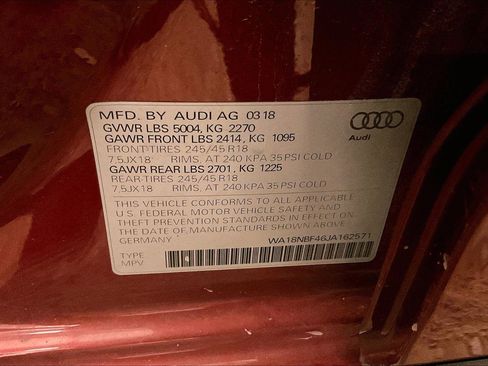 MFD. BY AUDI AG 03 18
GVWR LBS 5004, KG 2270
GAWR FRONT LBS 2414, KG 1095
FRONT-TIRES 245/45 R18
7,5JX18 RIMS, AT 240 KPA 35 PSI COLD
GAWR REAR LBS 2701, KG 1225
REAR-TIRES 245/45 R18
7,5JX18 RIMS, AT 240 KPA 35 PSI COLD
THIS VEHICLE CONFORMS TO ALL APPLICABLE
U.S. FEDERAL MOTOR VEHICLE SAFETY AND
THEFT PREVENTION STANDARDS IN EFFECT ON THE
DATE OF MANUFACTURE SHOWN ABOVE.
WA18NBF46JA162571
TYPE
MPV
Audi